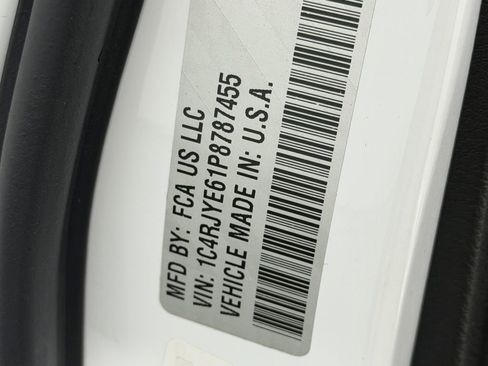 MFD BY: FCA US LLC
VIN: 1C4RJYE61P8787455
VEHICLE MADE IN: U.S.A.